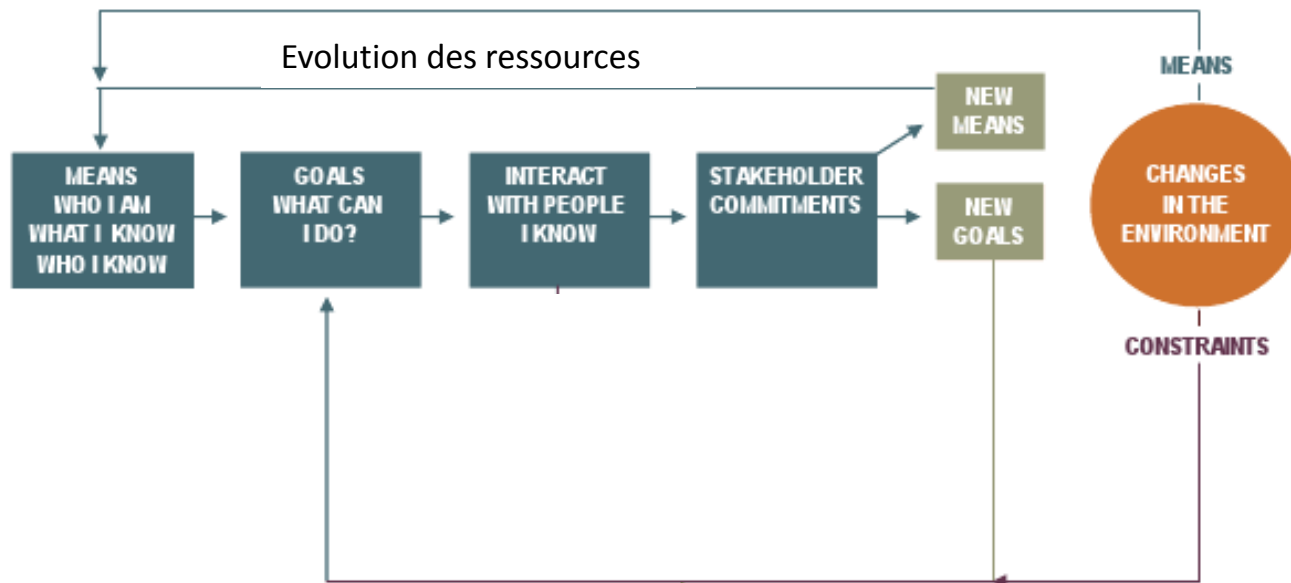 Evolution des ressources
MEANS
NEW
MEANS
MEANS
WHO I AM
WHAT I KNOW
WHO I KNOW
GOALS
WHAT CAN
I DO?
INTERACT
WITH PEOPLE
I KNOW
STAKEHOLDER
COMMITMENTS
NEW
GOALS
CHANGES
IN THE
ENVIRONMENT
CONSTRAINTS